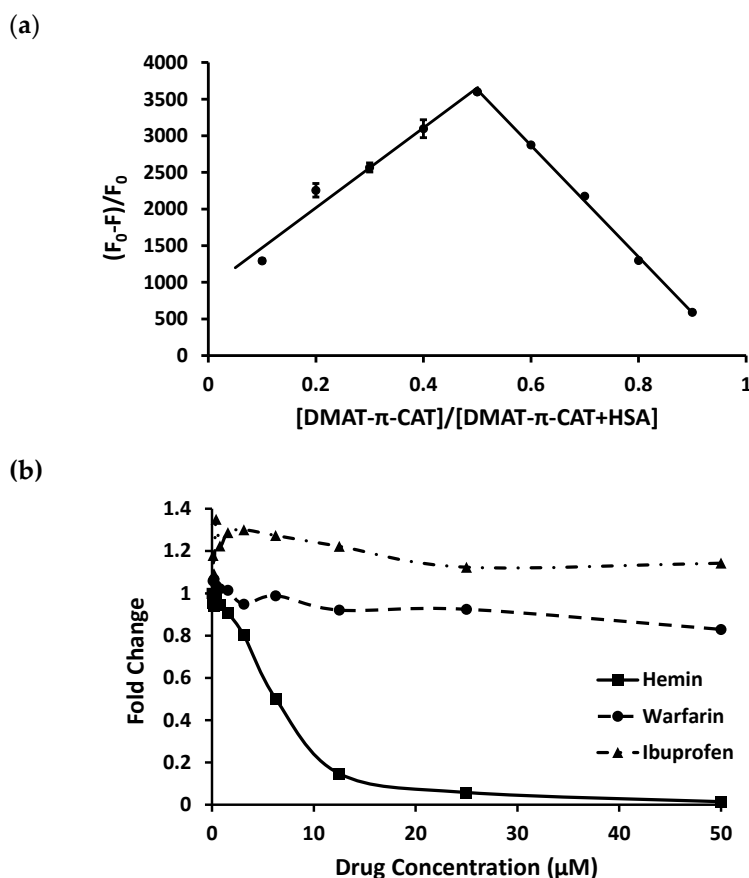 (a)
(F₀-F)/F₀
4000
3500
3000
2500
2000
1500
1000
500
0
0 0.2 0.4 0.6 0.8 1
[DMAT-π-CAT]/[DMAT-π-CAT+HSA]
(b)
Fold Change
1.4
1.2
1
0.8
0.6
0.4
0.2
0
Hemin
Warfarin
Ibuprofen
0 10 20 30 40 50
Drug Concentration (µM)